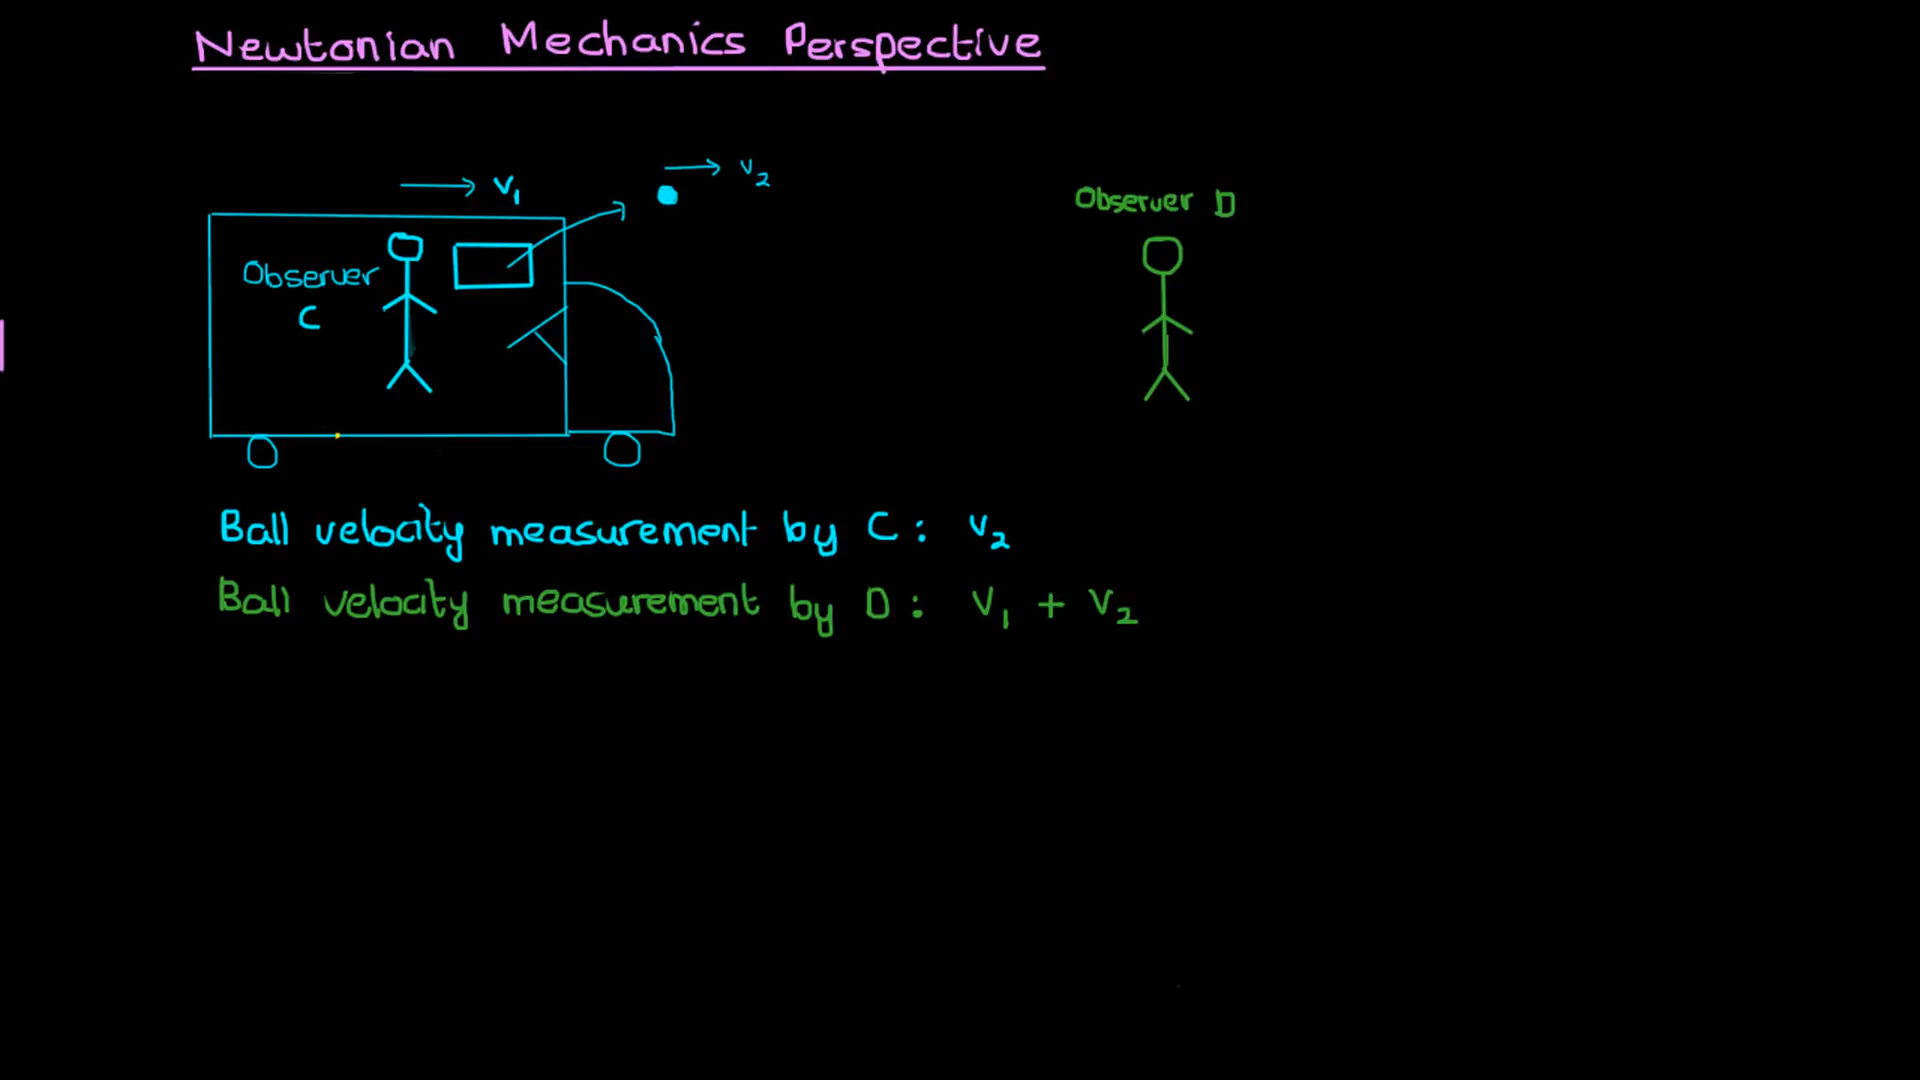 Newtonian Mechanics Perspective
v₁
v₂
Observer D
Observer
C
Ball velocity measurement by C : v₂
Ball velocity measurement by D : v₁ + v₂